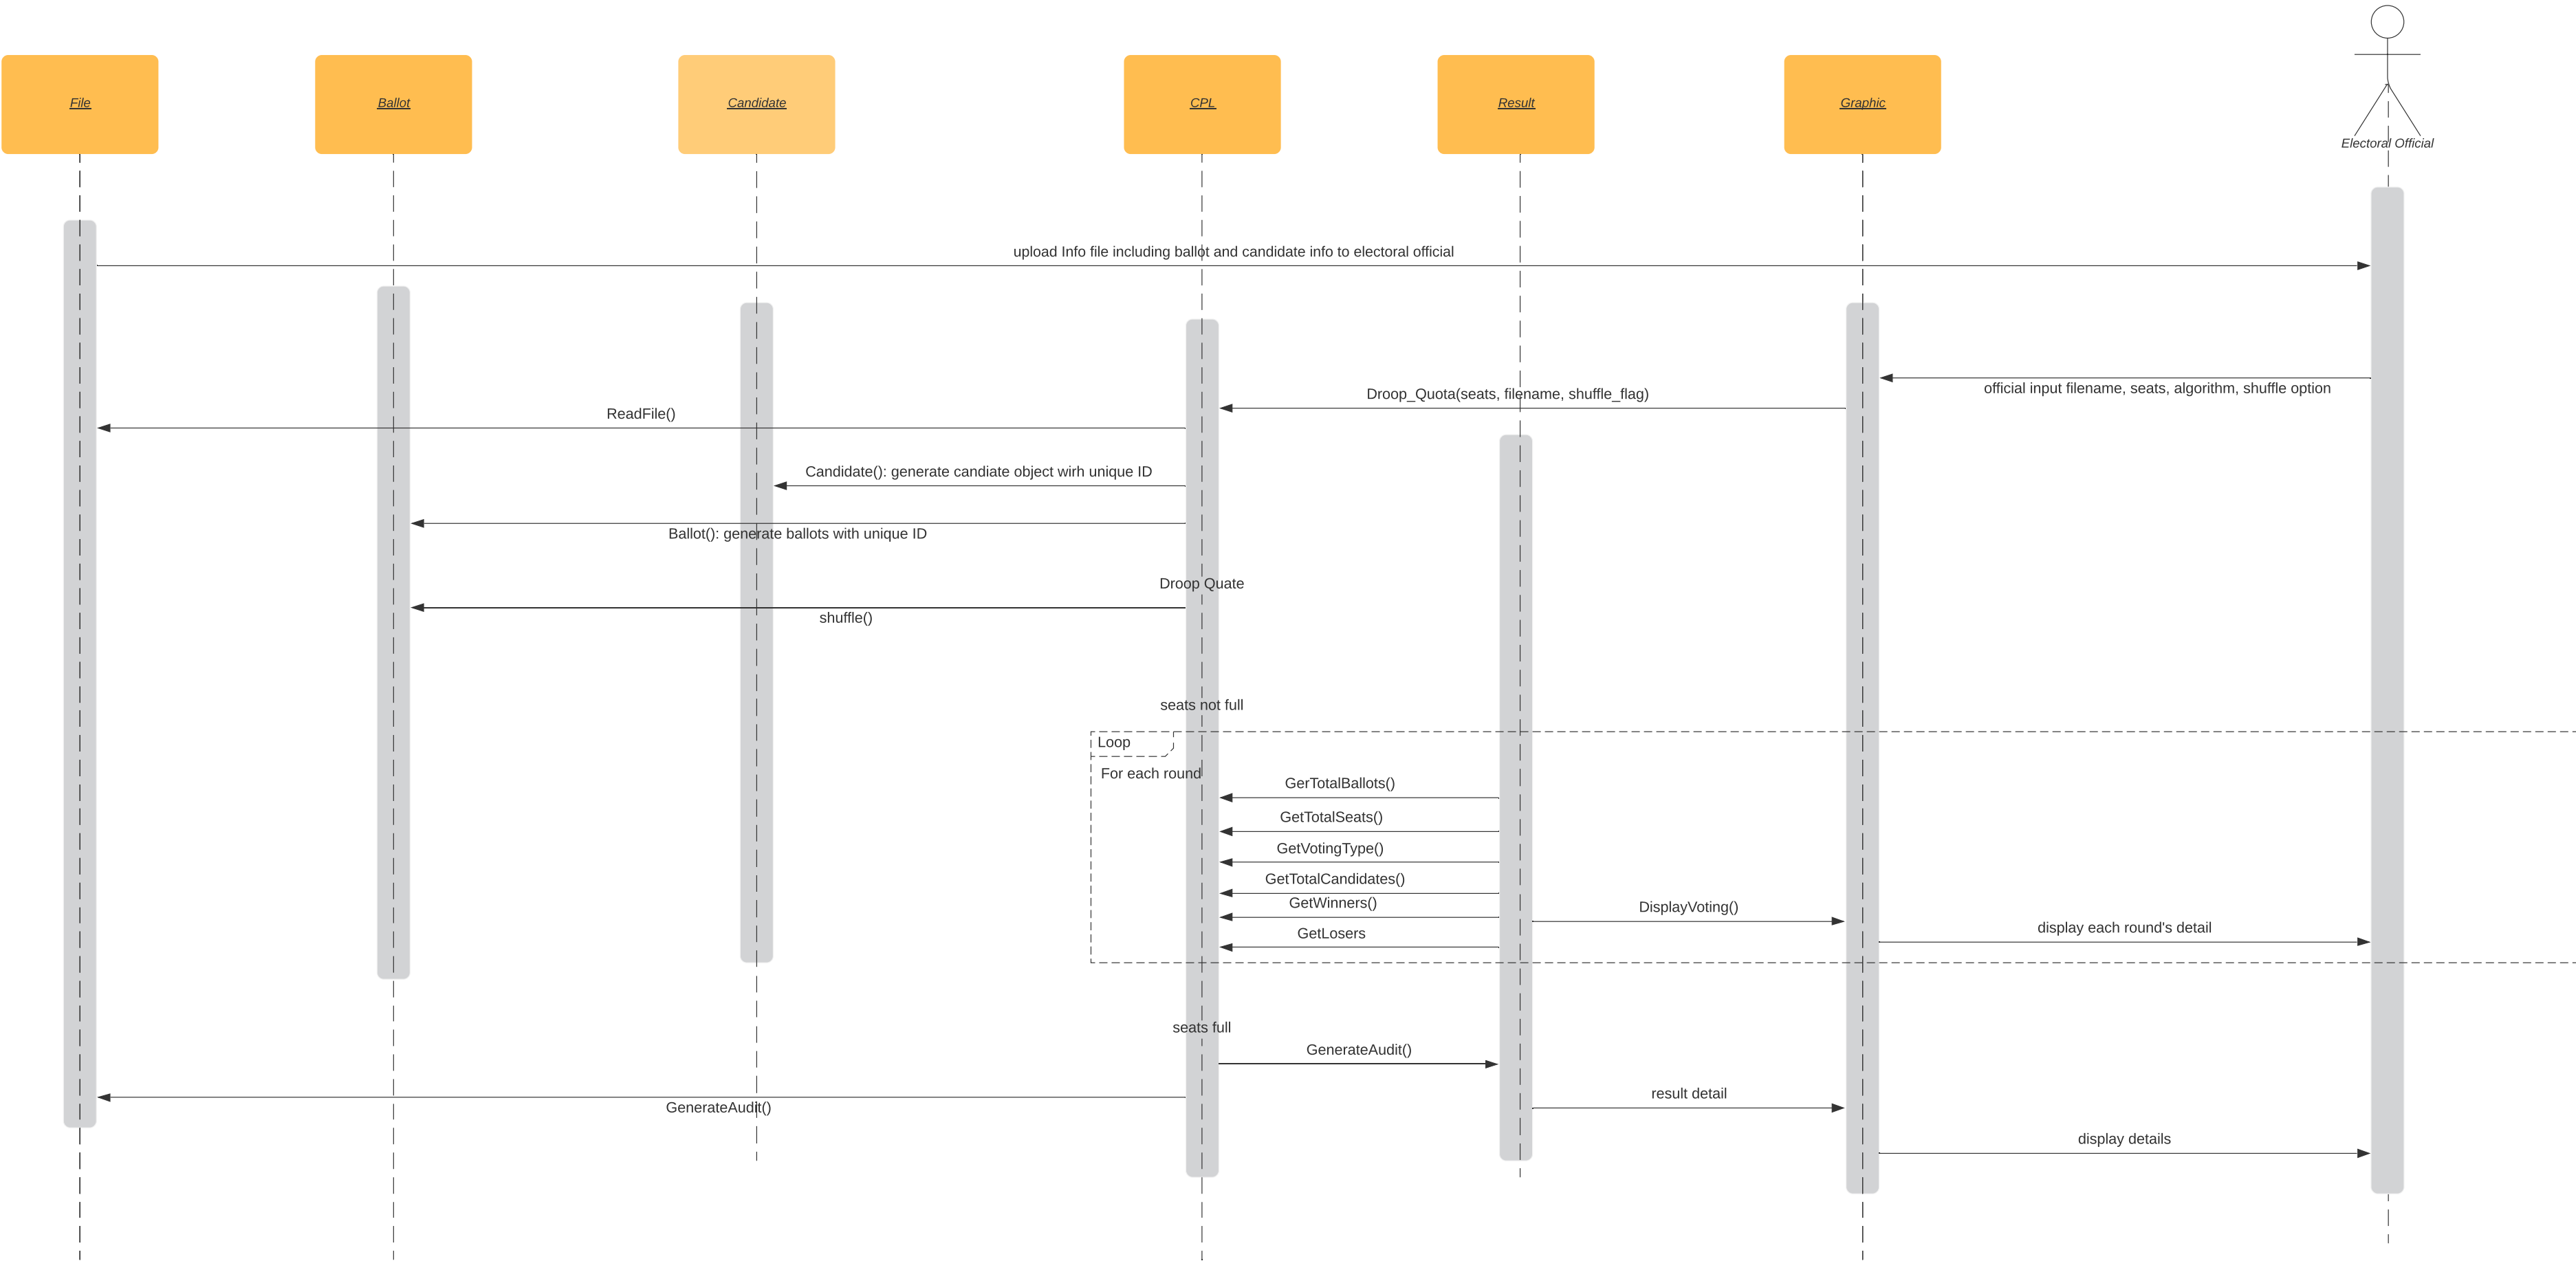 File
Ballot
Candidate
CPL
Result
Graphic
Electoral Official
upload Info file including ballot and candidate info to electoral official
official input filename, seats, algorithm, shuffle option
Droop_Quota(seats, filename, shuffle_flag)
ReadFile()
Candidate(): generate candiate object wirh unique ID
Ballot(): generate ballots with unique ID
Droop Quate
shuffle()
seats not full
Loop
For each round
GerTotalBallots()
GetTotalSeats()
GetVotingType()
GetTotalCandidates()
GetWinners()
DisplayVoting()
display each round's detail
GetLosers
seats full
GenerateAudit()
result detail
GenerateAudit()
display details